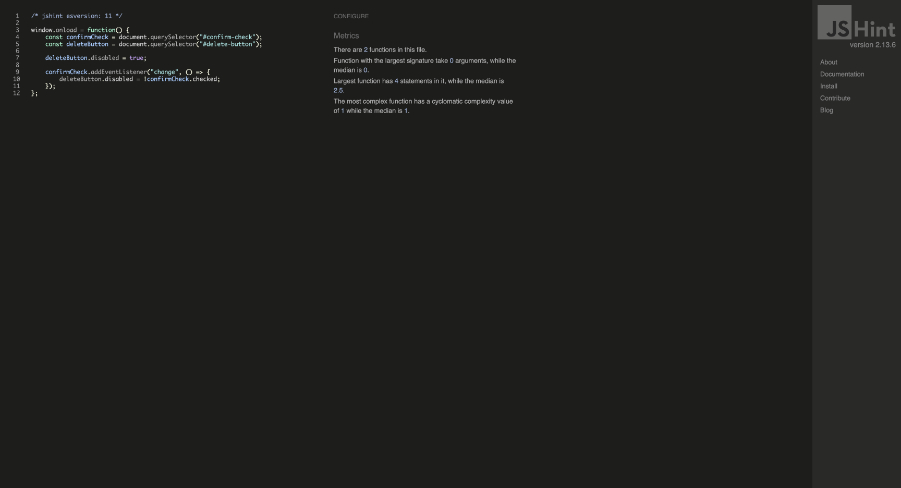 1 /* jshint esversion: 11 */
2
3 window.onload = function() {
4 const confirmCheck = document.querySelector("#confirm-check");
5 const deleteButton = document.querySelector("#delete-button");
6
7 deleteButton.disabled = true;
8
9 confirmCheck.addEventListener("change", () => {
10 deleteButton.disabled = !confirmCheck.checked;
11 });
12 };
CONFIGURE
Metrics
There are 2 functions in this file.
Function with the largest signature take 0 arguments, while the
median is 0.
Largest function has 4 statements in it, while the median is
2.5.
The most complex function has a cyclomatic complexity value
of 1 while the median is 1.
JSHint
version 2.13.6
About
Documentation
Install
Contribute
Blog